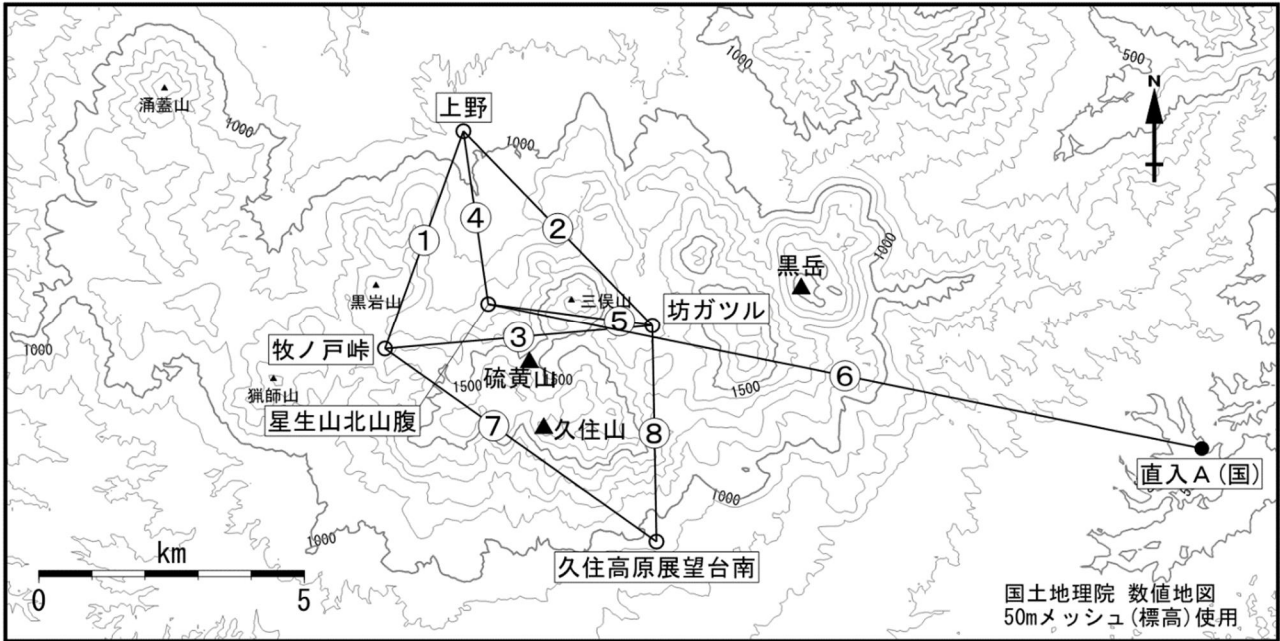 1000
500
N
涌蓋山
1000
上野
1000
④
②
①
1000
黒岳
黒岩山
三俣山
坊ガツル
⑤
③
牧ノ戸峠
1000
硫黄山
1500
1500
猟師山
⑥
1500
星生山北山腹
⑦
久住山
⑧
直入A(国)
1000
1000
久住高原展望台南
km
0
5
国土地理院 数値地図
50mメッシュ(標高)使用